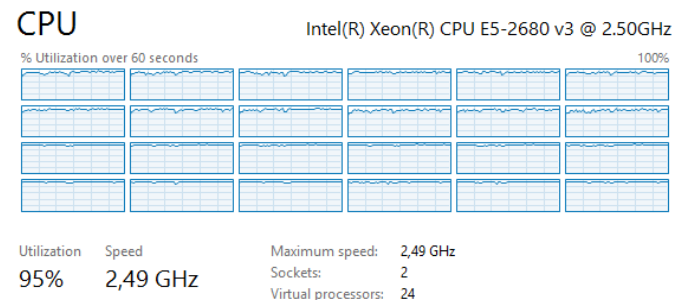 CPU
Intel(R) Xeon(R) CPU E5-2680 v3 @ 2.50GHz
% Utilization over 60 seconds
100%
Utilization
Speed
Maximum speed:
2,49 GHz
95%
2,49 GHz
Sockets:
2
Virtual processors:
24